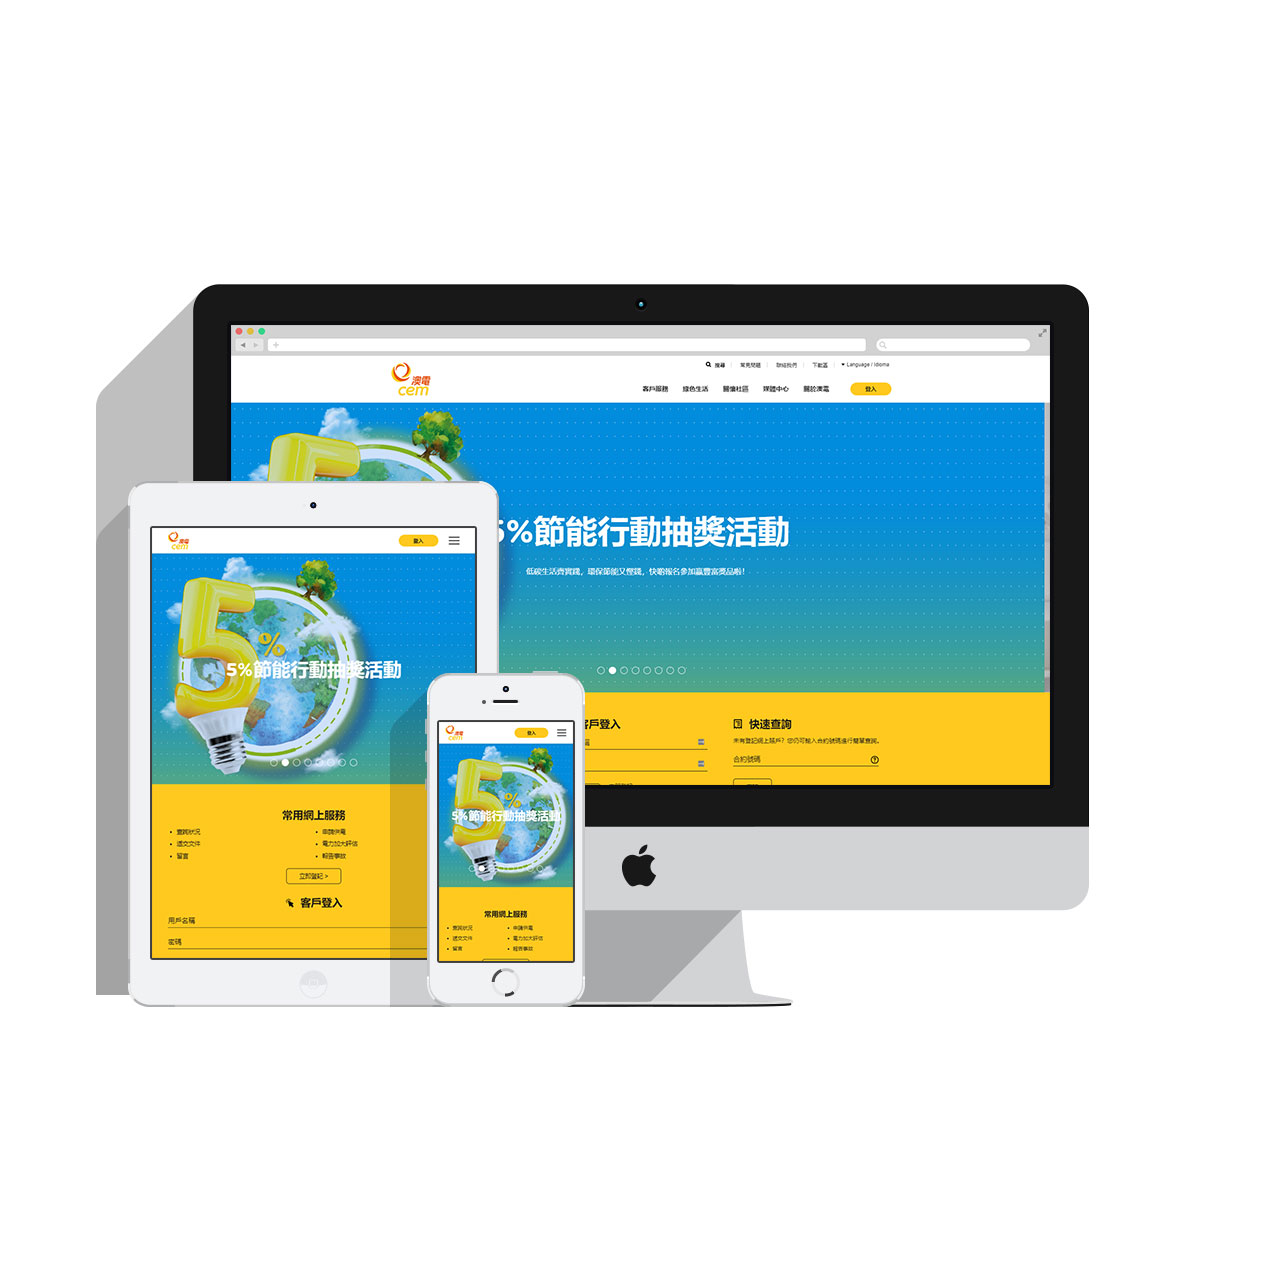 澳電
cem
搜尋
常見問題
聯絡我們
下載區
Language / Idioma
客戶服務
綠色生活
關懷社區
媒體中心
關於澳電
登入
5%節能行動抽獎活動
低碳生活齊實踐，環保節能又慳錢，快啲報名參加贏豐富獎品啦！
客戶登入
快速查詢
未有登記網上賬戶？您仍可輸入合約號碼進行簡單查詢。
合約號碼
澳電
cem
登入
5%
5%節能行動抽獎活動
常用網上服務
查詢狀況
申請供電
遞交文件
電力加大評估
留言
報告事故
立即登記 >
客戶登入
用戶名稱
密碼
澳電
cem
登入
5%
5%節能行動抽獎活動
常用網上服務
查詢狀況
申請供電
遞交文件
電力加大評估
留言
報告事故